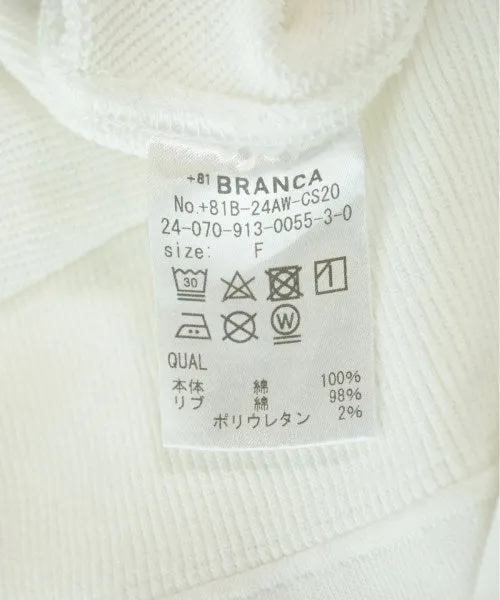 +81 BRANCA
No.+81B-24AW-CS20
24-070-913-0055-3-0
size: F
30
W
QUAL
本体 綿 100%
リブ 綿 98%
ポリウレタン 2%